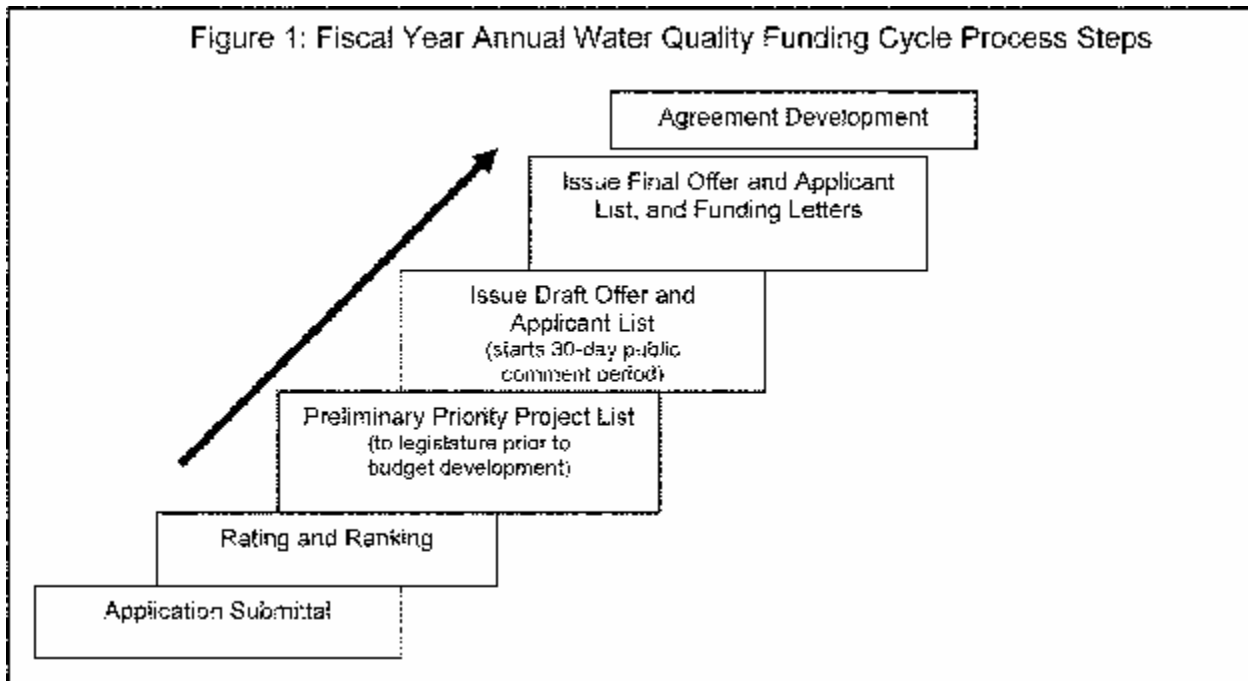 Figure 1: Fiscal Year Annual Water Quality Funding Cycle Process Steps
Agreement Development
Issue Final Offer and Applicant
List, and Funding Letters
Issue Draft Offer and
Applicant List
(starts 30-day public
comment period)
Preliminary Priority Project List
(to legislature prior to
budget development)
Rating and Ranking
Application Submittal